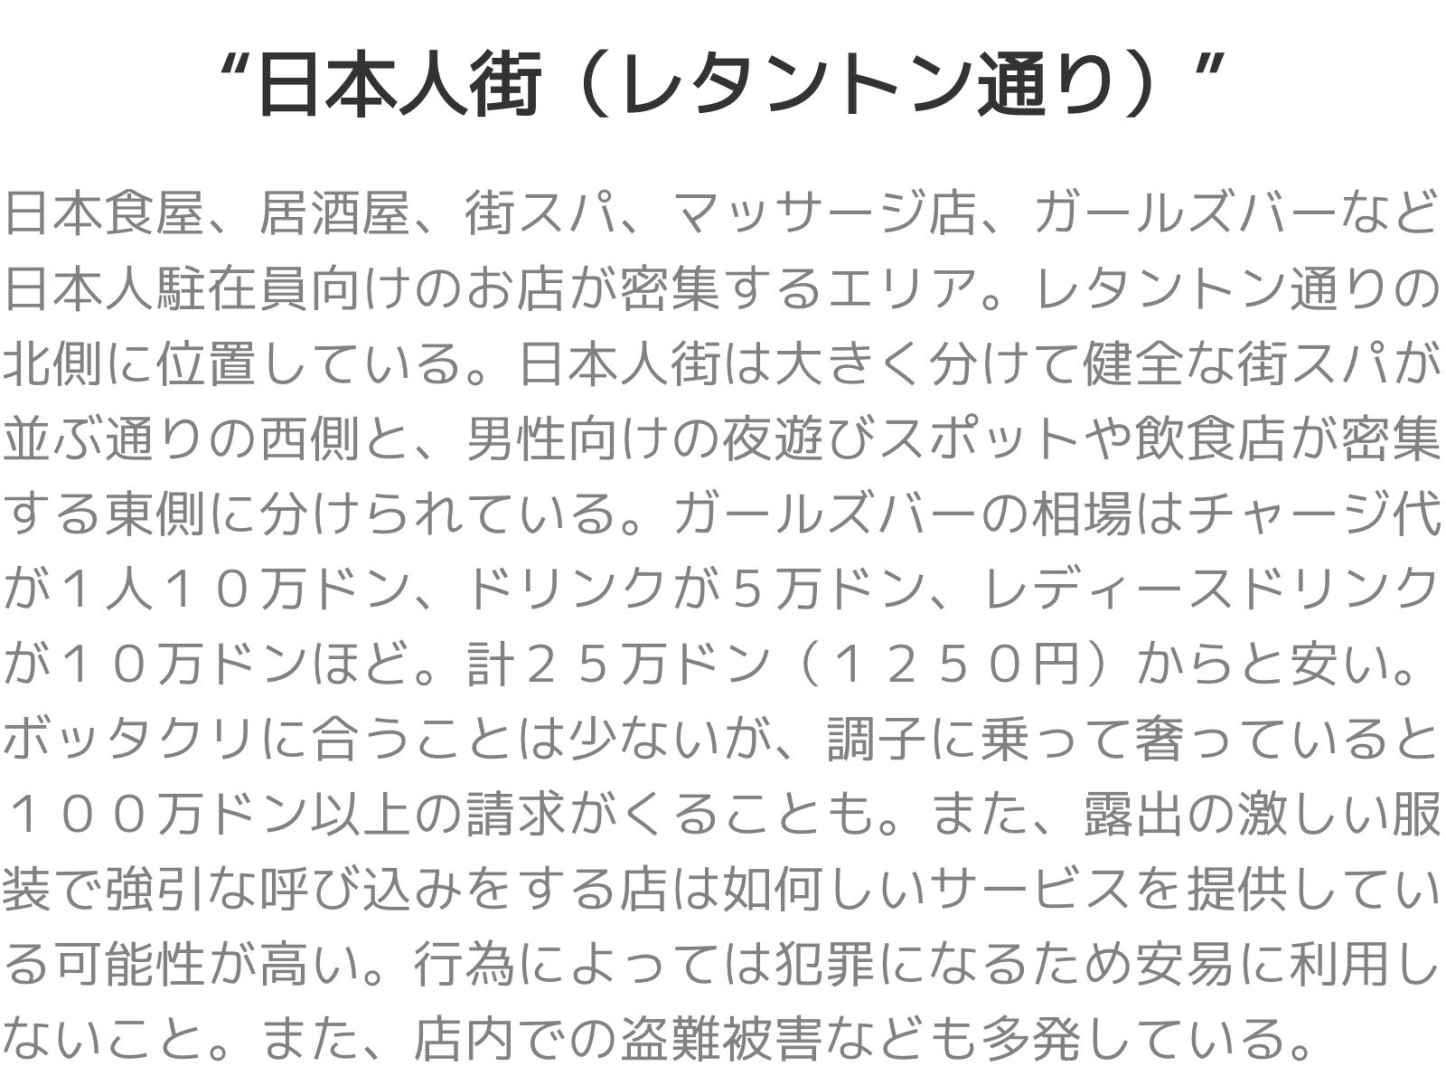 “日本人街（レタントン通り）”
日本食屋、居酒屋、街スパ、マッサージ店、ガールズバーなど
日本人駐在員向けのお店が密集するエリア。レタントン通りの
北側に位置している。日本人街は大きく分けて健全な街スパが
並ぶ通りの西側と、男性向けの夜遊びスポットや飲食店が密集
する東側に分けられている。ガールズバーの相場はチャージ代
が１人１０万ドン、ドリンクが５万ドン、レディースドリンク
が１０万ドンほど。計２５万ドン（１２５０円）からと安い。
ボッタクリに合うことは少ないが、調子に乗って奢っていると
１００万ドン以上の請求がくることも。また、露出の激しい服
装で強引な呼び込みをする店は如何しいサービスを提供してい
る可能性が高い。行為によっては犯罪になるため安易に利用し
ないこと。また、店内での盗難被害なども多発している。